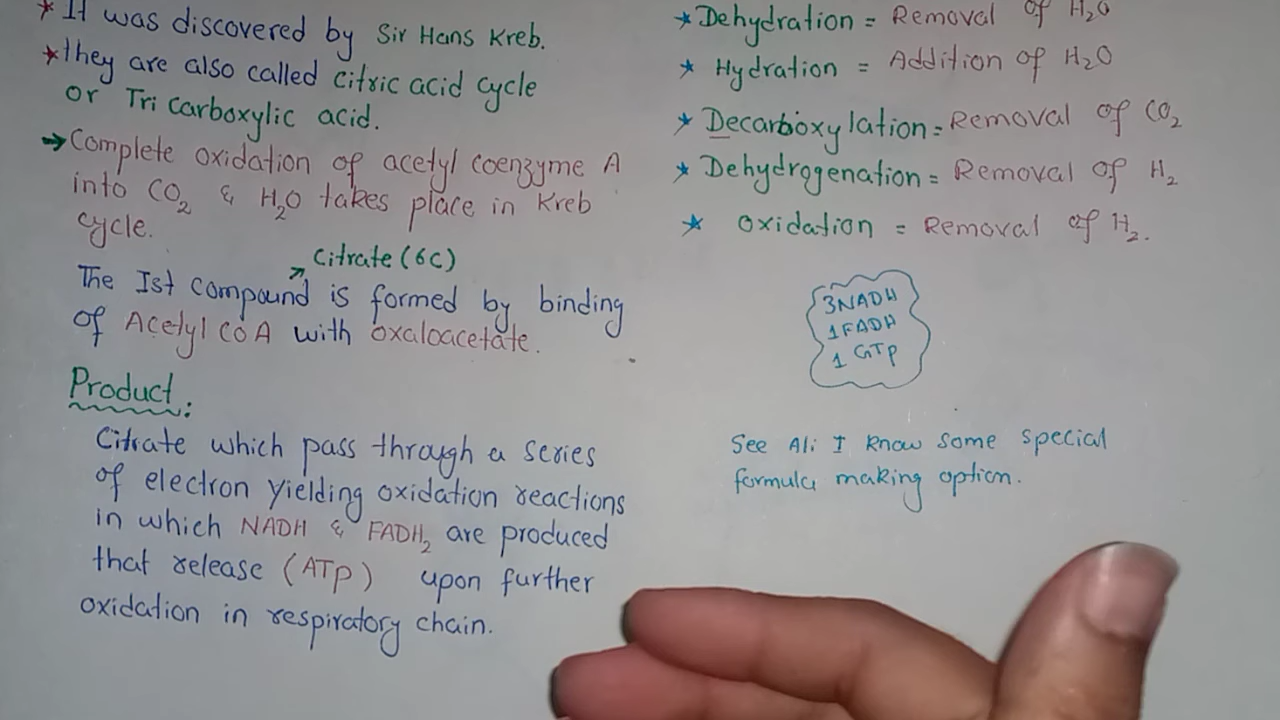 * It was discovered by Sir Hans Kreb.
* they are also called citric acid cycle
or Tri carboxylic acid.
→ Complete oxidation of acetyl coenzyme A
into CO₂ & H₂O takes place in Kreb
cycle.
Citrate (6C)
The Ist compound is formed by binding
of Acetyl CoA with oxaloacetate.
Product:
Citrate which pass through a series
of electron yielding oxidation reactions
in which NADH & FADH₂ are produced
that release (ATP) upon further
oxidation in respiratory chain.
* Dehydration = Removal of H₂O
* Hydration = Addition of H₂O
* Decarboxylation = Removal of CO₂
* Dehydrogenation = Removal of H₂
* oxidation = Removal of H₂.
3NADH
1FADH
1 GTP
See Ali I know some special
formula making option.